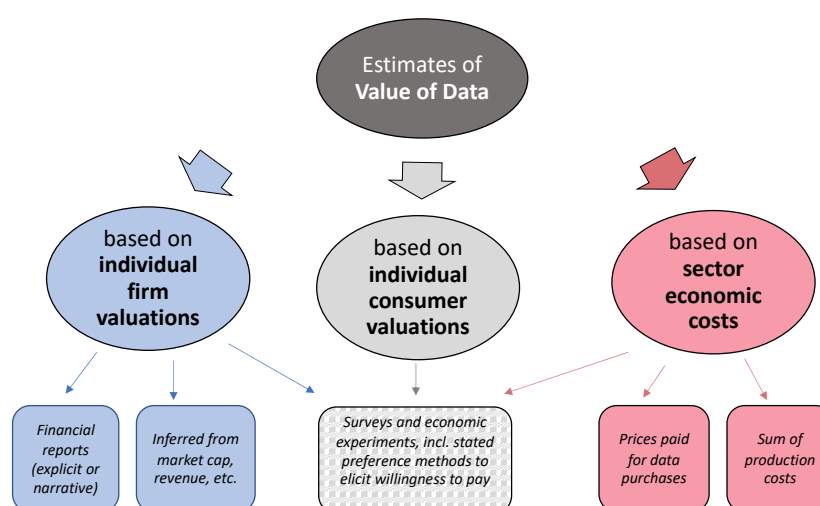 Estimates of
Value of Data
based on
individual
firm
valuations
based on
individual
consumer
valuations
based on
sector
economic
costs
Financial
reports
(explicit or
narrative)
Inferred from
market cap,
revenue, etc.
Surveys and economic
experiments, incl. stated
preference methods to
elicit willingness to pay
Prices paid
for data
purchases
Sum of
production
costs